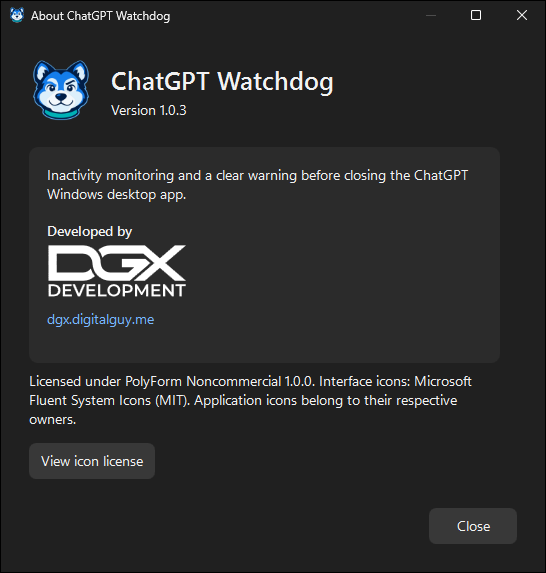 About ChatGPT Watchdog
ChatGPT Watchdog
Version 1.0.3
Inactivity monitoring and a clear warning before closing the ChatGPT
Windows desktop app.
Developed by
DGX
DEVELOPMENT
dgx.digitalguy.me
Licensed under PolyForm Noncommercial 1.0.0. Interface icons: Microsoft
Fluent System Icons (MIT). Application icons belong to their respective
owners.
View icon license
Close